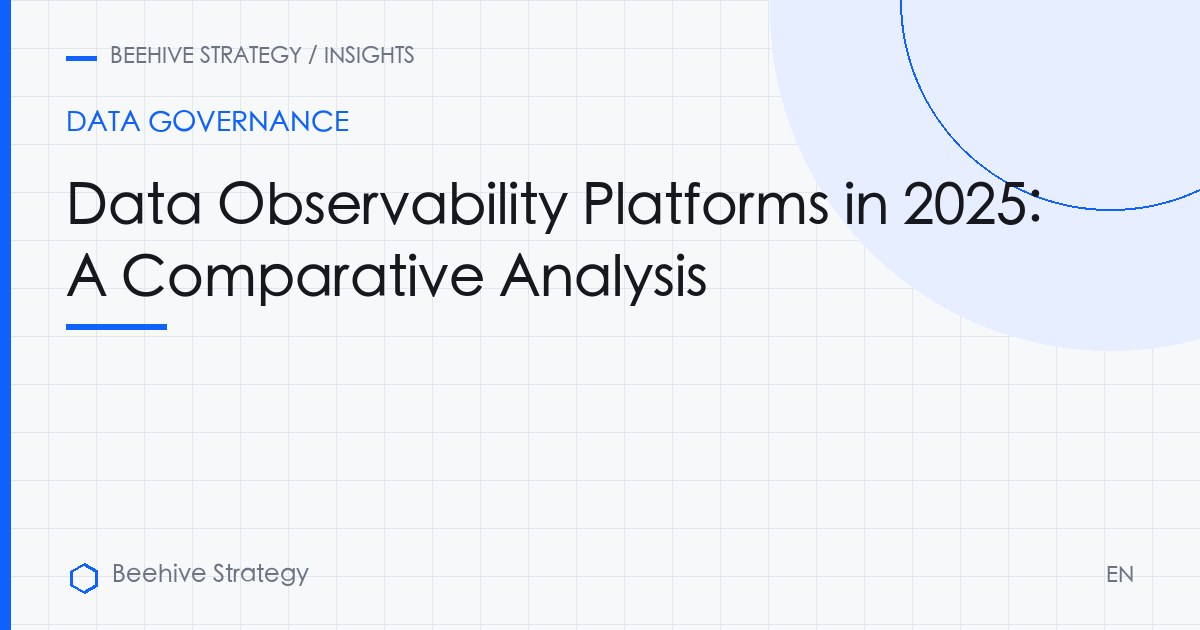 BEEHIVE STRATEGY / INSIGHTS
DATA GOVERNANCE
Data Observability Platforms in 2025:
A Comparative Analysis
Beehive Strategy
EN